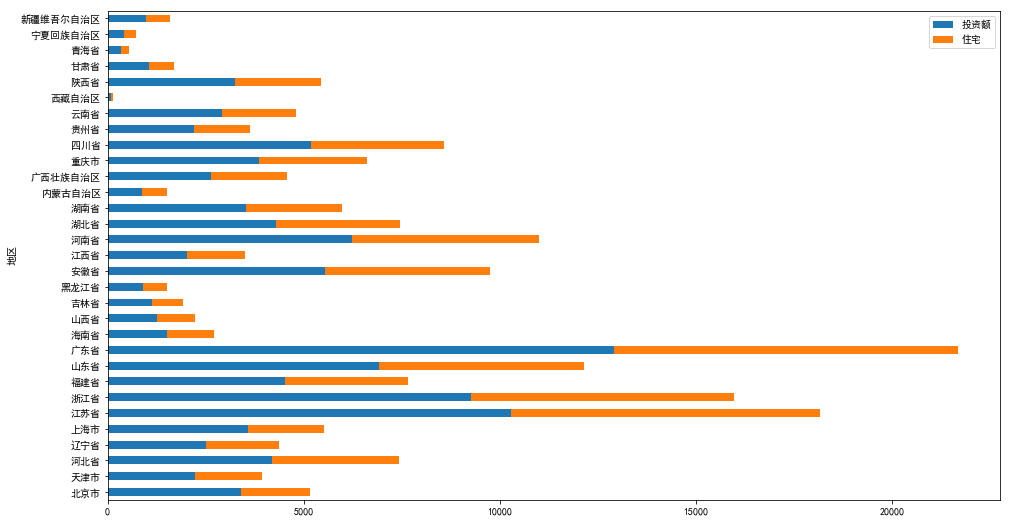 投资额
住宅
新疆维吾尔自治区
宁夏回族自治区
青海省
甘肃省
陕西省
西藏自治区
云南省
贵州省
四川省
重庆市
广西壮族自治区
内蒙古自治区
湖南省
湖北省
河南省
江西省
安徽省
黑龙江省
吉林省
山西省
海南省
广东省
山东省
福建省
浙江省
江苏省
上海市
辽宁省
河北省
天津市
北京市
地区
0 5000 10000 15000 20000